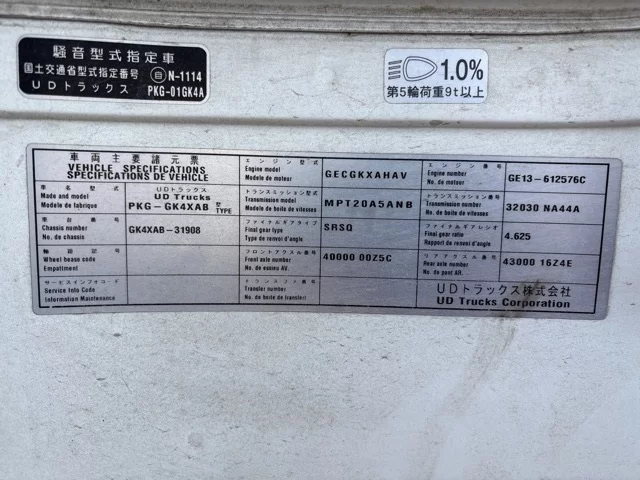 騒音型式指定車
国土交通省型式指定番号 自 N-1114
UDトラックス PKG-01GK4A
1.0%
第5輪荷重9t以上
車両主要諸元票
VEHICLE SPECIFICATIONS
SPECIFICATIONS DE VEHICLE
エンジン型式
Engine model
Modele de moteur
GECGKXAHAV
エンジン番号
Engine number
No. de moteur
GE13-612576C
車名型式
Made and model
Modele de fabrique
UDトラックス
UD Trucks
PKG-GK4XAB 型 TYPE
トランスミッション型式
Transmission model
No. de boite de vitesses
MPT20A5ANB
トランスミッション番号
Transmission number
No. de boite de vitesses
32030 NA44A
車台番号
Chassis number
No. de chassis
GK4XAB-31908
ファイナルギアタイプ
Final gear type
Type de renvoi d'angle
SRSQ
ファイナルギアレシオ
Final gear ratio
Rapport de renvoi d'angle
4.625
軸距記号
Wheel bease code
Empattement
フロントアクスル番号
Front axle number
No. de essieu AV.
40000 00Z5C
リアアクスル番号
Rear axle number
No. de pont AR.
43000 16Z4E
サービスインフォコード
Service Info Code
Information Maintenance
トランスファ番号
Transfer number
No. de boite de transfert
UDトラックス株式会社
UD Trucks Corporation